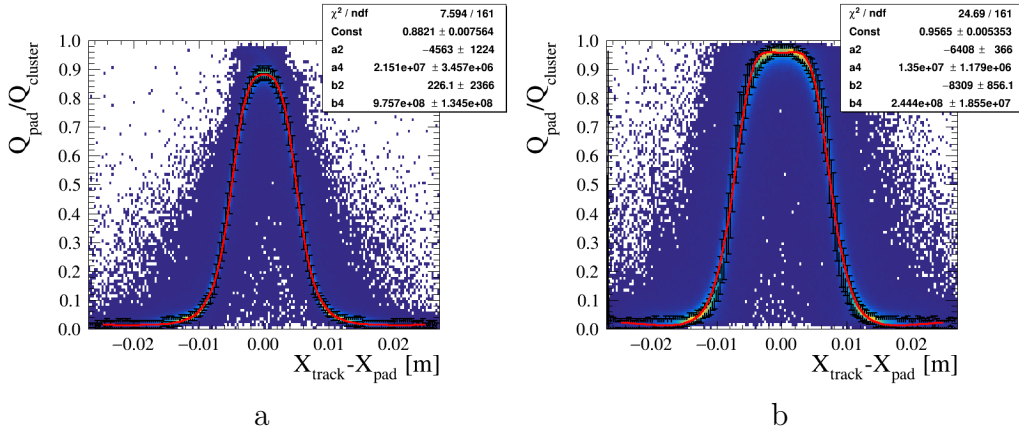 χ² / ndf 7.594 / 161
Const 0.8821 ± 0.007564
a2 −4563 ± 1224
a4 2.151e+07 ± 3.457e+06
b2 226.1 ± 2366
b4 9.757e+08 ± 1.345e+08
Q_pad/Q_cluster
1.0
0.9
0.8
0.7
0.6
0.5
0.4
0.3
0.2
0.1
0.0
−0.02 −0.01 0.00 0.01 0.02
X_track-X_pad [m]
a
χ² / ndf 24.69 / 161
Const 0.9565 ± 0.005353
a2 −6408 ± 366
a4 1.35e+07 ± 1.179e+06
b2 −8309 ± 856.1
b4 2.444e+08 ± 1.855e+07
Q_pad/Q_cluster
1.0
0.9
0.8
0.7
0.6
0.5
0.4
0.3
0.2
0.1
0.0
−0.02 −0.01 0.00 0.01 0.02
X_track-X_pad [m]
b